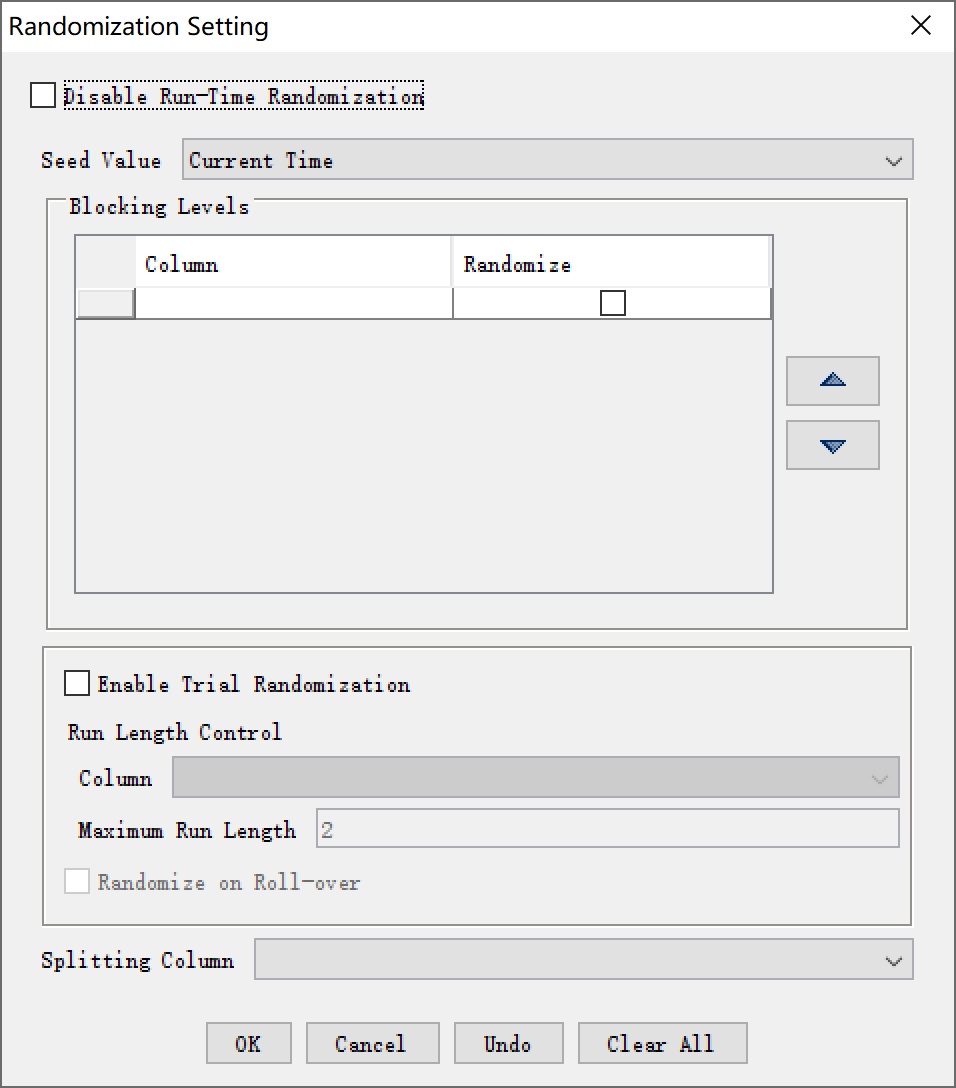 Randomization Setting
Disable Run-Time Randomization
Seed Value Current Time
Blocking Levels
Column Randomize
Enable Trial Randomization
Run Length Control
Column
Maximum Run Length 2
Randomize on Roll-over
Splitting Column
OK Cancel Undo Clear All